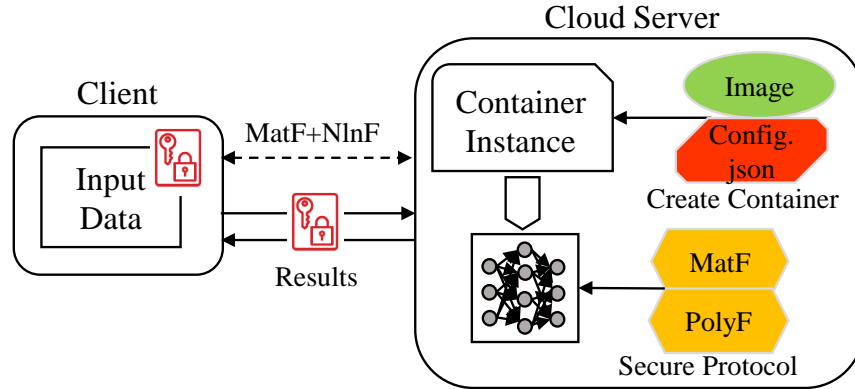 Cloud Server
Client
Input
Data
MatF+NlnF
Results
Container
Instance
Image
Config.
json
Create Container
MatF
PolyF
Secure Protocol